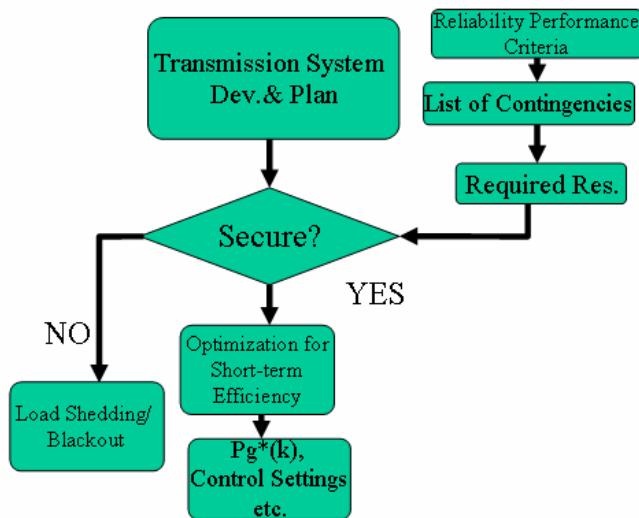 Transmission System
Dev.& Plan
Reliability Performance
Criteria
List of Contingencies
Required Res.
Secure?
YES
NO
Optimization for
Short-term
Efficiency
Load Shedding/
Blackout
Pg*(k),
Control Settings
etc.